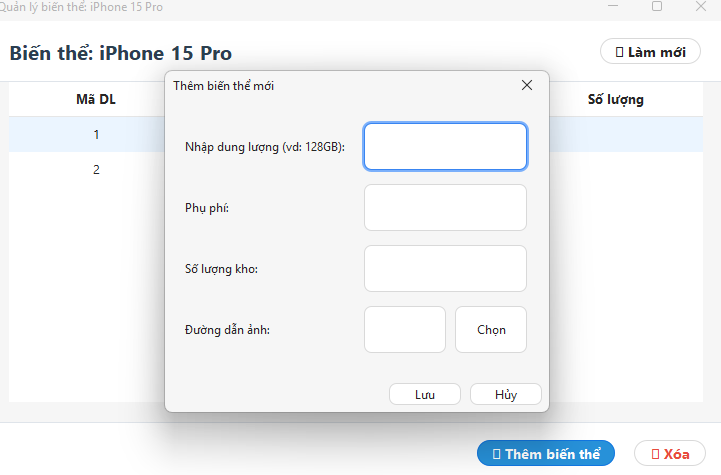 Quản lý biến thể: iPhone 15 Pro
Biến thể: iPhone 15 Pro
Làm mới
Mã DL
Số lượng
1
2
Thêm biến thể mới
Nhập dung lượng (vd: 128GB):
Phụ phí:
Số lượng kho:
Đường dẫn ảnh:
Chọn
Lưu
Hủy
Thêm biến thể
Xóa